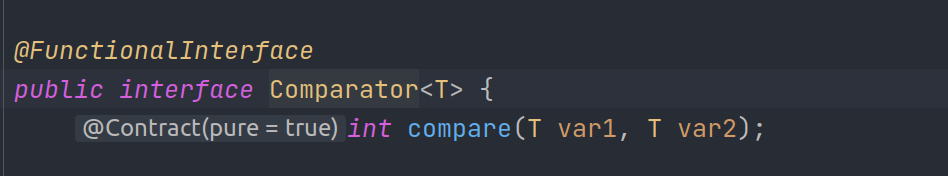 @FunctionalInterface
public interface Comparator<T> {
@Contract(pure = true) int compare(T var1, T var2);